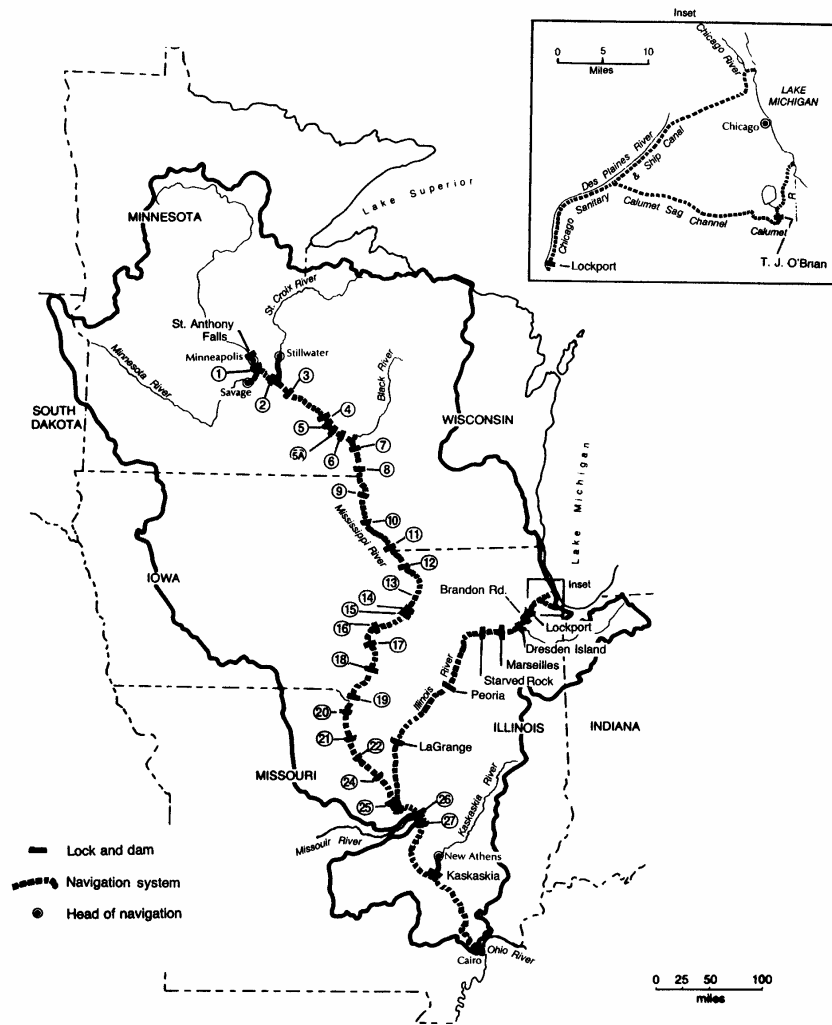 Inset
0 5 10
Miles
Chicago River
LAKE
MICHIGAN
Chicago
Des Plaines River
Chicago Sanitary & Ship Canal
Calumet Sag Channel
Calumet R.
T. J. O'Brian
Lockport
Lake Superior
MINNESOTA
St. Croix River
St. Anthony
Falls
Minneapolis
Stillwater
Minnesota River
Savage
1
2
3
4
5
5A
6
7
8
9
10
11
12
13
14
15
16
17
18
19
20
21
22
24
25
26
27
Black River
SOUTH
DAKOTA
WISCONSIN
Lake Michigan
Mississippi River
IOWA
Inset
Brandon Rd.
Lockport
Dresden Island
Marseilles
Starved Rock
Peoria
Illinois River
ILLINOIS
INDIANA
LaGrange
MISSOURI
Missouir River
Kaskaskia River
New Athens
Kaskaskia
Cairo
Ohio River
Lock and dam
Navigation system
Head of navigation
0 25 50 100
miles